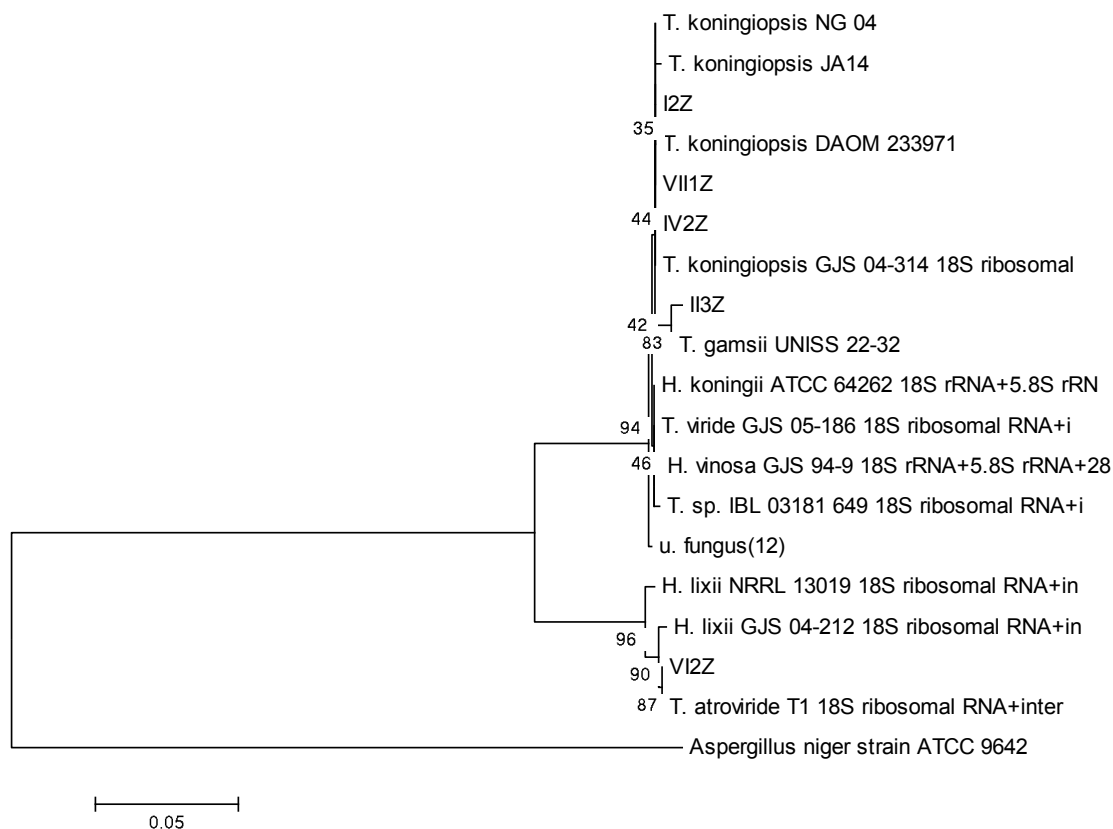 T. koningiopsis NG 04
T. koningiopsis JA14
I2Z
35
T. koningiopsis DAOM 233971
VII1Z
44
IV2Z
T. koningiopsis GJS 04-314 18S ribosomal
II3Z
42
83
T. gamsii UNISS 22-32
H. koningii ATCC 64262 18S rRNA+5.8S rRN
94
T. viride GJS 05-186 18S ribosomal RNA+i
46
H. vinosa GJS 94-9 18S rRNA+5.8S rRNA+28
T. sp. IBL 03181 649 18S ribosomal RNA+i
u. fungus(12)
H. lixii NRRL 13019 18S ribosomal RNA+in
H. lixii GJS 04-212 18S ribosomal RNA+in
96
VI2Z
90
87
T. atroviride T1 18S ribosomal RNA+inter
Aspergillus niger strain ATCC 9642
0.05